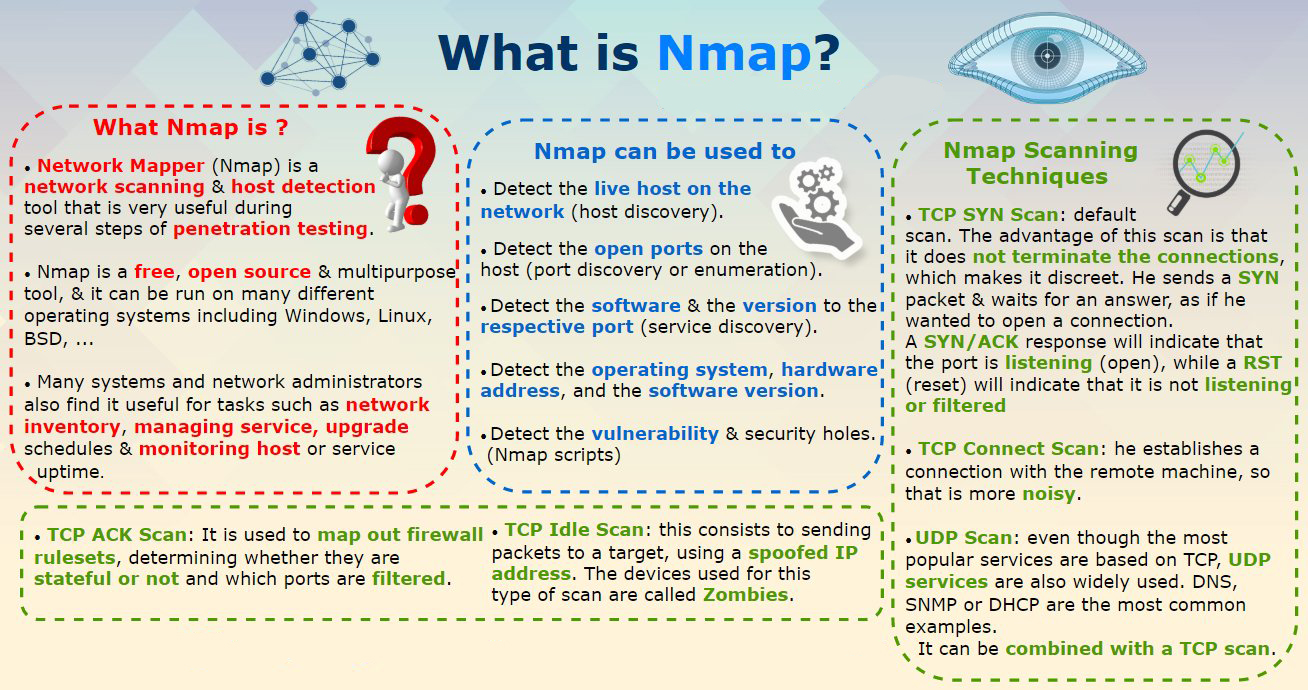 What is Nmap?
What Nmap is ?
• Network Mapper (Nmap) is a
network scanning & host detection
tool that is very useful during
several steps of penetration testing.
• Nmap is a free, open source & multipurpose
tool, & it can be run on many different
operating systems including Windows, Linux,
BSD, ...
• Many systems and network administrators
also find it useful for tasks such as network
inventory, managing service, upgrade
schedules & monitoring host or service
uptime.
Nmap can be used to
• Detect the live host on the
network (host discovery).
• Detect the open ports on the
host (port discovery or enumeration).
• Detect the software & the version to the
respective port (service discovery).
• Detect the operating system, hardware
address, and the software version.
• Detect the vulnerability & security holes.
(Nmap scripts)
Nmap Scanning
Techniques
• TCP SYN Scan: default
scan. The advantage of this scan is that
it does not terminate the connections,
which makes it discreet. He sends a SYN
packet & waits for an answer, as if he
wanted to open a connection.
A SYN/ACK response will indicate that
the port is listening (open), while a RST
(reset) will indicate that it is not listening
or filtered
• TCP Connect Scan: he establishes a
connection with the remote machine, so
that is more noisy.
• UDP Scan: even though the most
popular services are based on TCP, UDP
services are also widely used. DNS,
SNMP or DHCP are the most common
examples.
It can be combined with a TCP scan.
• TCP ACK Scan: It is used to map out firewall
rulesets, determining whether they are
stateful or not and which ports are filtered.
• TCP Idle Scan: this consists to sending
packets to a target, using a spoofed IP
address. The devices used for this
type of scan are called Zombies.